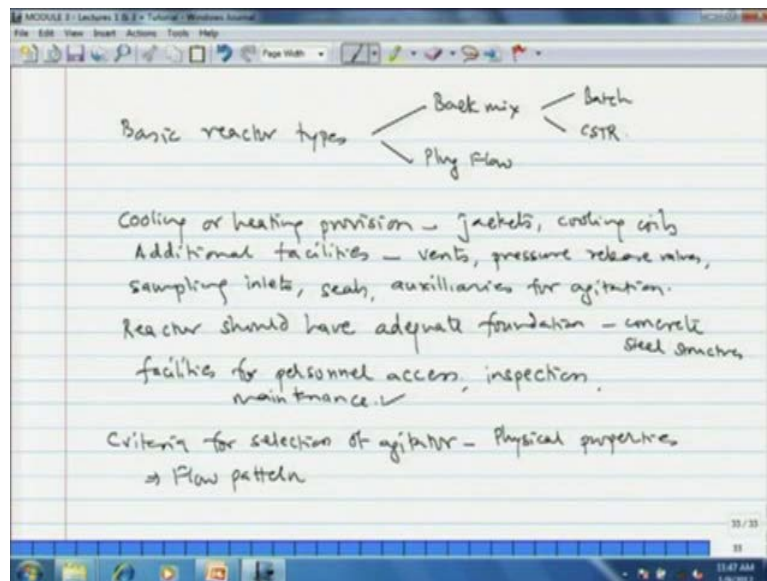 MODULE 3 - Lectures 1 & 2 + Tutorial - Windows Journal
File Edit View Insert Actions Tools Help
Page Width
Back mix
Batch
CSTR.
Basic reactor types
Plug Flow
Cooling or heating provision - jackets, cooling coils
Additional facilities - vents, pressure release valves,
sampling inlets, seals, auxilliaries for agitation.
Reactor should have adequate foundation - concrete
steel structures
facilities for personnel access, inspection,
maintenance.
Criteria for selection of agitator - Physical properties
⇒ Flow pattern
33 / 33
33
11:47 AM